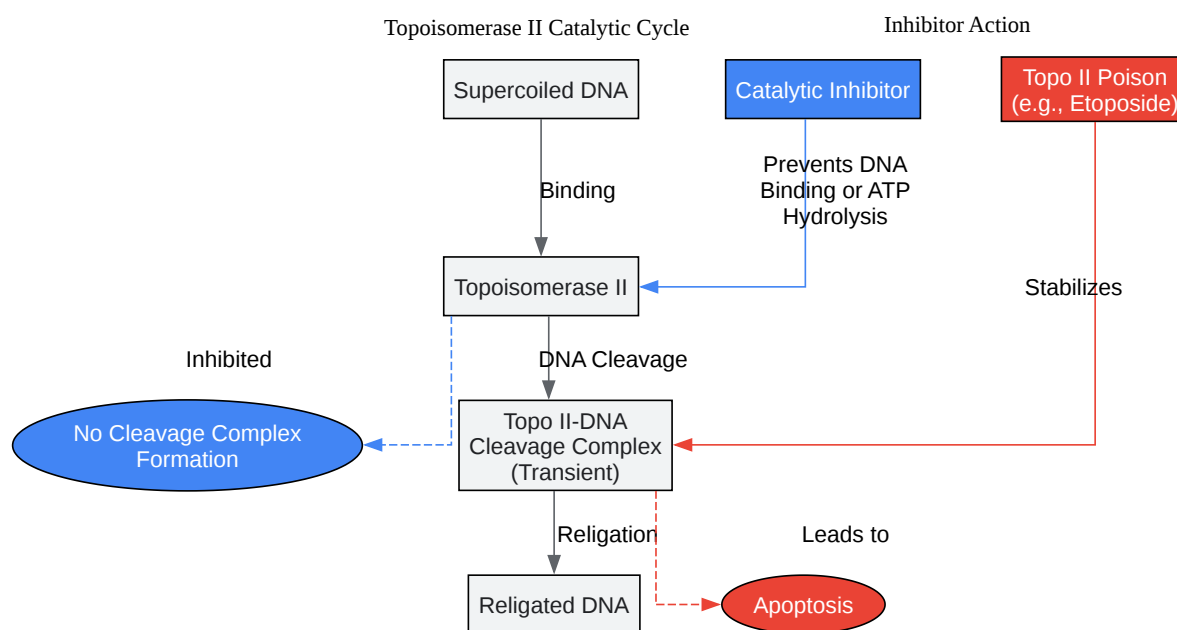 Topoisomerase II Catalytic Cycle
Inhibitor Action
Supercoiled DNA
Catalytic Inhibitor
Topo II Poison
(e.g., Etoposide)
Binding
Prevents DNA
Binding or ATP
Hydrolysis
Topoisomerase II
Stabilizes
Inhibited
DNA Cleavage
No Cleavage Complex
Formation
Topo II-DNA
Cleavage Complex
(Transient)
Religation
Leads to
Religated DNA
Apoptosis